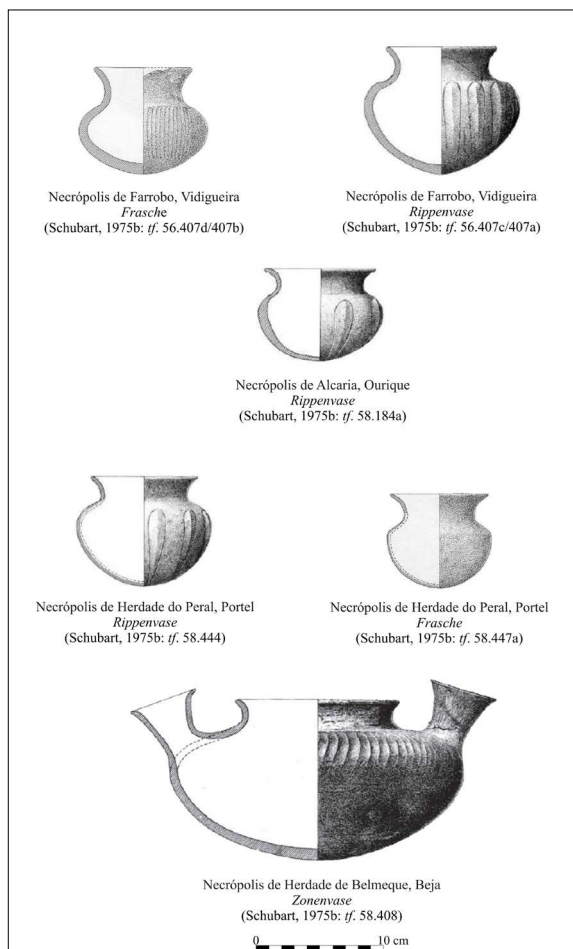 Necrópolis de Farrobo, Vidigueira
Frasche
(Schubart, 1975b: tf. 56.407d/407b)
Necrópolis de Farrobo, Vidigueira
Rippenvase
(Schubart, 1975b: tf. 56.407c/407a)
Necrópolis de Alcaria, Ourique
Rippenvase
(Schubart, 1975b: tf. 58.184a)
Necrópolis de Herdade do Peral, Portel
Rippenvase
(Schubart, 1975b: tf. 58.444)
Necrópolis de Herdade do Peral, Portel
Frasche
(Schubart, 1975b: tf. 58.447a)
Necrópolis de Herdade de Belmeque, Beja
Zonenvase
(Schubart, 1975b: tf. 58.408)
0 10 cm